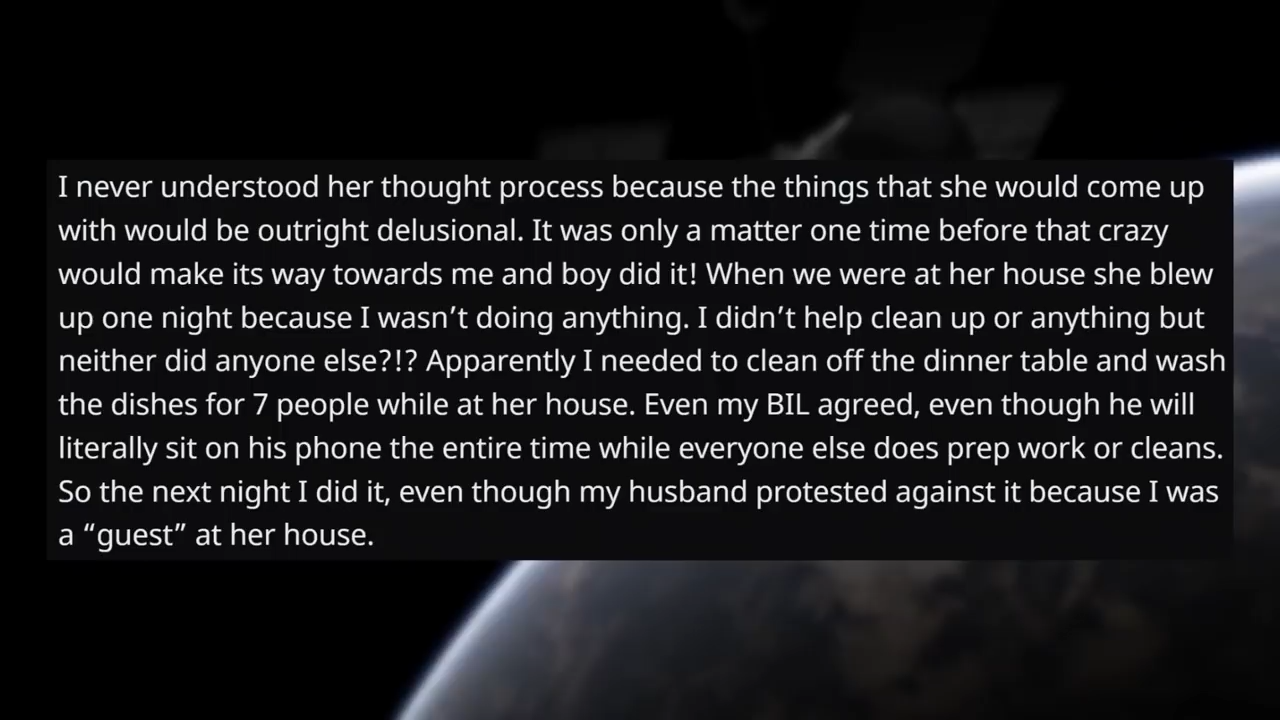 I never understood her thought process because the things that she would come up
with would be outright delusional. It was only a matter one time before that crazy
would make its way towards me and boy did it! When we were at her house she blew
up one night because I wasn’t doing anything. I didn’t help clean up or anything but
neither did anyone else?!? Apparently I needed to clean off the dinner table and wash
the dishes for 7 people while at her house. Even my BIL agreed, even though he will
literally sit on his phone the entire time while everyone else does prep work or cleans.
So the next night I did it, even though my husband protested against it because I was
a “guest” at her house.